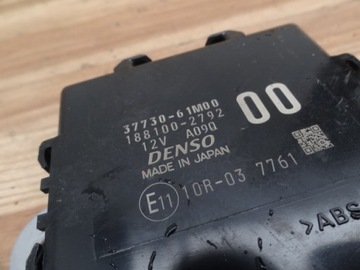 37730-61M00
188100-2792
12V A09Q
00
DENSO
MADE IN JAPAN
E11 10R-03 7761
>ABS